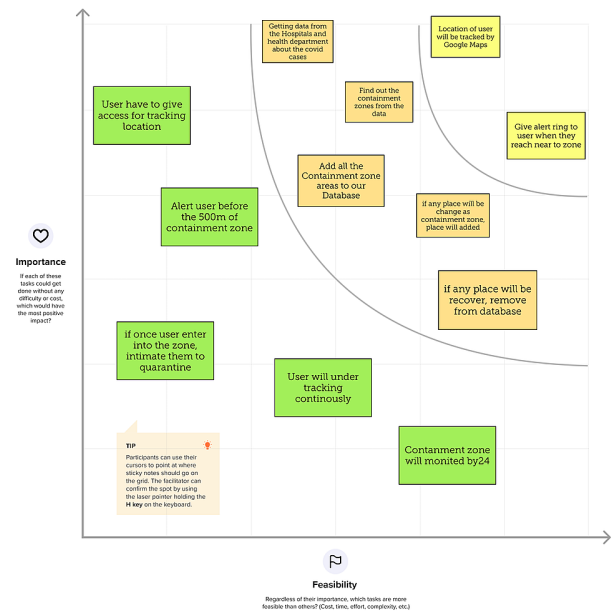 Getting data from
the Hospitals and
health department
about the covid
cases
Location of user
will be tracked by
Google Maps
User have to give
access for tracking
location
Find out the
containment
zones from the
data
Give alert ring to
user when they
reach near to zone
Add all the
Containment zone
areas to our
Database
Alert user before
the 500m of
containment zone
if any place will be
change as
containment zone,
place will added
Importance
If each of these
tasks could get
done without any
difficulty or cost,
which would have
the most positive
impact?
if any place will be
recover, remove
from database
if once user enter
into the zone,
intimate them to
quarantine
User will under
tracking
continously
Contanment zone
will monited by24
TIP
Participants can use their
cursors to point at where
sticky notes should go on
the grid. The facilitator can
confirm the spot by using
the laser pointer holding the
H key on the keyboard.
Feasibility
Regardless of their importance, which tasks are more
feasible than others? (Cost, time, effort, complexity, etc.)